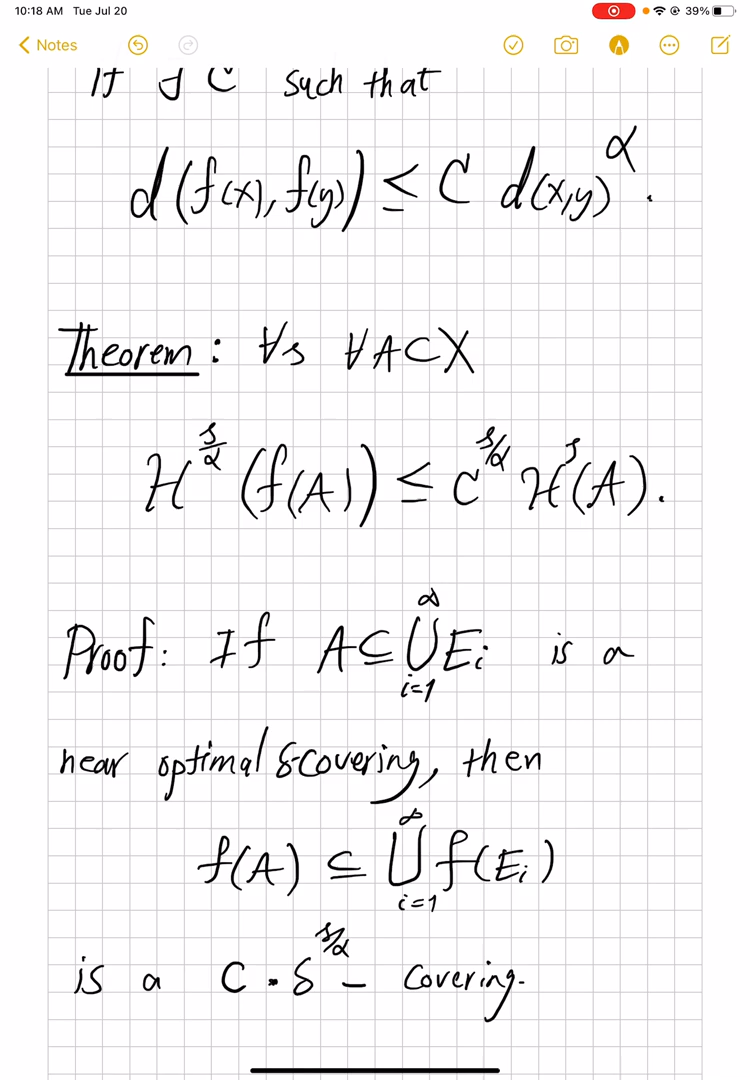 10:18 AM Tue Jul 20
39%
Notes
If ∃ C such that
d(f(x), f(y)) ≤ C d(x,y)^α.
Theorem: ∀s ∀A⊂X
H^{s/α}(f(A)) ≤ C^{s/α} H^s(A).
Proof: If A ⊆ ⋃_{i=1}^∞ E_i is a
near optimal δ-covering, then
f(A) ⊆ ⋃_{i=1}^∞ f(E_i)
is a C·δ^{s/α} - covering.